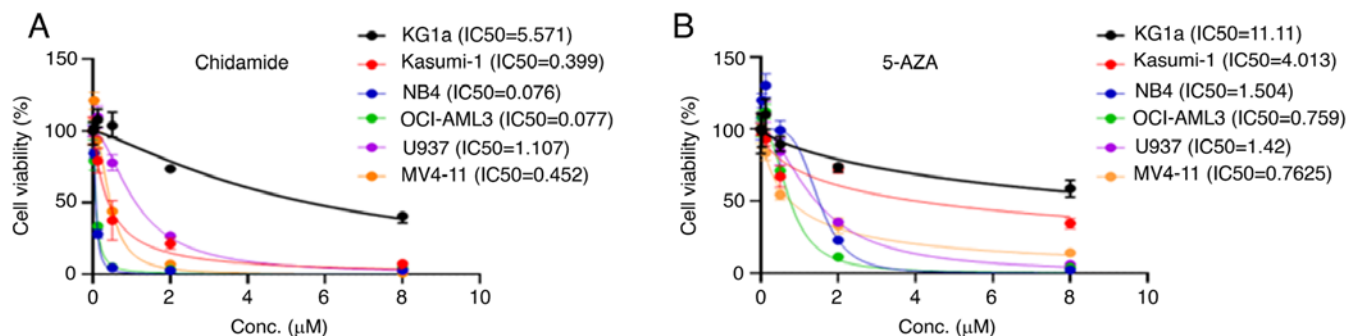 A
Chidamide
Cell viability (%)
150
100
50
0
0 2 4 6 8 10
Conc. (μM)
KG1a (IC50=5.571)
Kasumi-1 (IC50=0.399)
NB4 (IC50=0.076)
OCI-AML3 (IC50=0.077)
U937 (IC50=1.107)
MV4-11 (IC50=0.452)
B
5-AZA
Cell viability (%)
150
100
50
0
0 2 4 6 8 10
Conc. (μM)
KG1a (IC50=11.11)
Kasumi-1 (IC50=4.013)
NB4 (IC50=1.504)
OCI-AML3 (IC50=0.759)
U937 (IC50=1.42)
MV4-11 (IC50=0.7625)